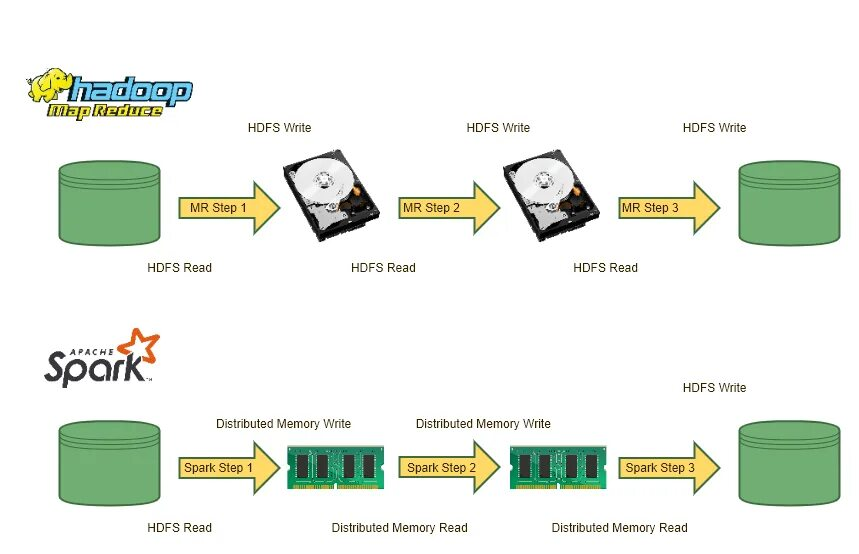 hadoop
Map Reduce
HDFS Write
HDFS Write
HDFS Write
MR Step 1
MR Step 2
MR Step 3
HDFS Read
HDFS Read
HDFS Read
APACHE
Spark™
HDFS Write
Distributed Memory Write
Distributed Memory Write
Spark Step 1
Spark Step 2
Spark Step 3
HDFS Read
Distributed Memory Read
Distributed Memory Read